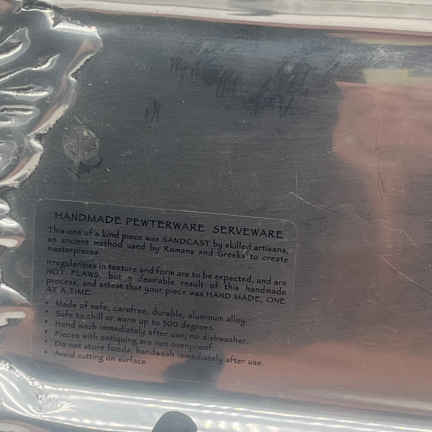 HANDMADE PEWTERWARE SERVEWARE
This one of a kind piece was SANDCAST by skilled artisans,
an ancient method used by Romans and Greeks to create
masterpieces.
Irregularities in texture and form are to be expected, and are
NOT FLAWS, but a desirable result of this handmade
process, and attest that your piece was HAND MADE, ONE
AT A TIME.
• Made of safe, carefree, durable, aluminum alloy.
• Safe to chill or warm up to 500 degrees.
• Hand wash immediately after use; no dishwasher.
• Pieces with antiquing are not ovenproof.
• Do not store foods, handwash immediately after use.
• Avoid cutting on surface.